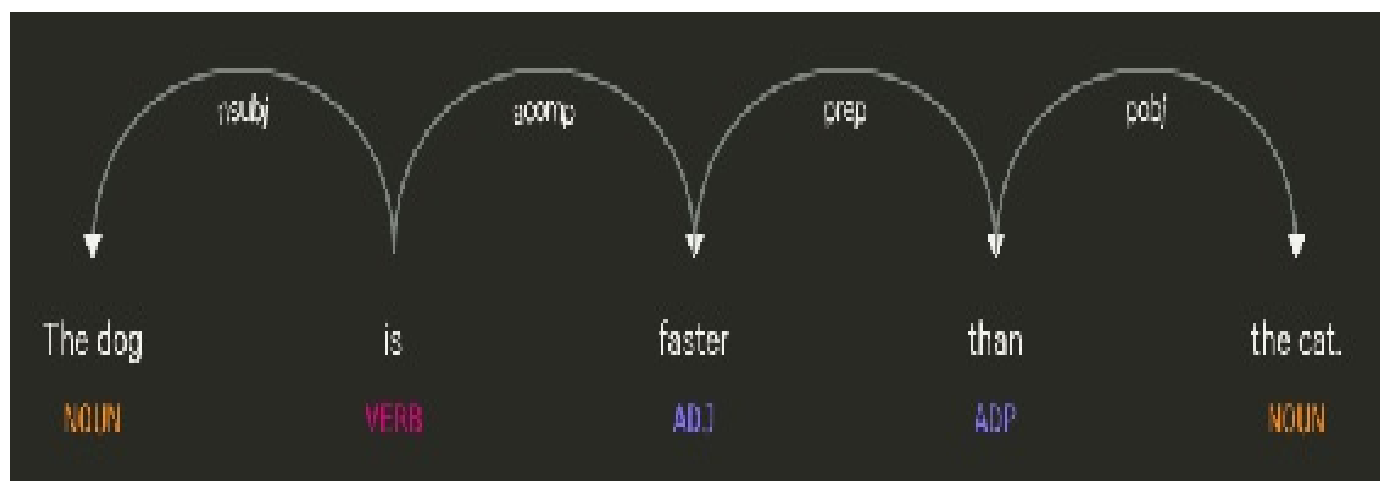 nsubj acomp prep pobj
The dog is faster than the cat.
NOUN VERB ADJ ADP NOUN